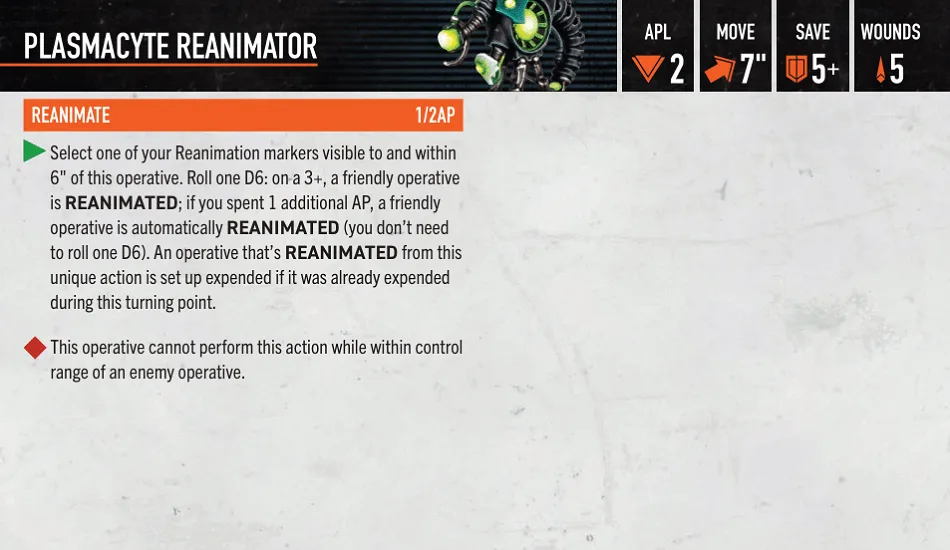 PLASMACYTE REANIMATOR
APL
2
MOVE
7"
SAVE
5+
WOUNDS
5
REANIMATE 1/2AP
Select one of your Reanimation markers visible to and within
6" of this operative. Roll one D6: on a 3+, a friendly operative
is REANIMATED; if you spent 1 additional AP, a friendly
operative is automatically REANIMATED (you don't need
to roll one D6). An operative that's REANIMATED from this
unique action is set up expended if it was already expended
during this turning point.
This operative cannot perform this action while within control
range of an enemy operative.